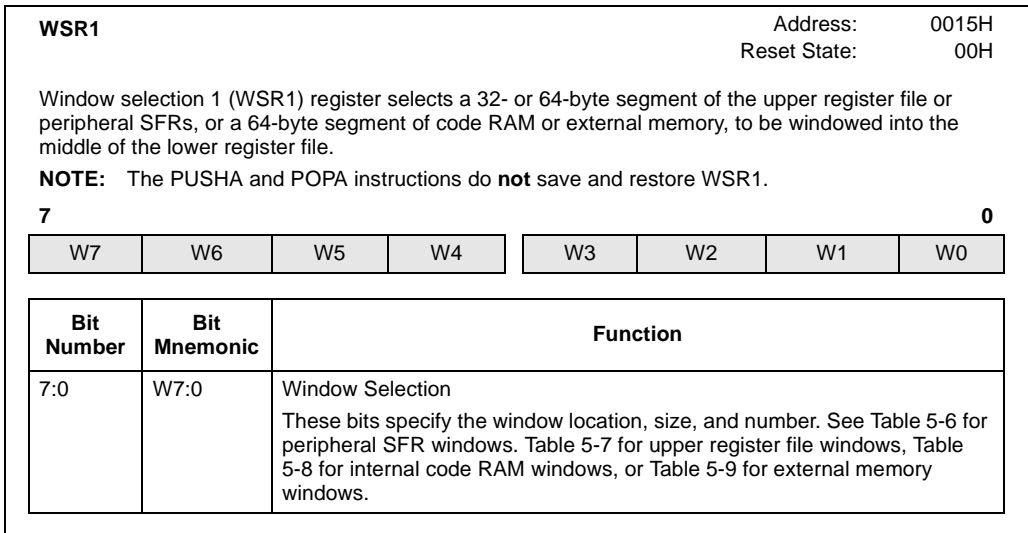 WSR1 Address: 0015H
Reset State: 00H
Window selection 1 (WSR1) register selects a 32- or 64-byte segment of the upper register file or
peripheral SFRs, or a 64-byte segment of code RAM or external memory, to be windowed into the
middle of the lower register file.
NOTE: The PUSHA and POPA instructions do not save and restore WSR1.
7 0
W7 W6 W5 W4 W3 W2 W1 W0
Bit Number Bit Mnemonic Function
7:0 W7:0 Window Selection
These bits specify the window location, size, and number. See Table 5-6 for
peripheral SFR windows. Table 5-7 for upper register file windows, Table
5-8 for internal code RAM windows, or Table 5-9 for external memory
windows.